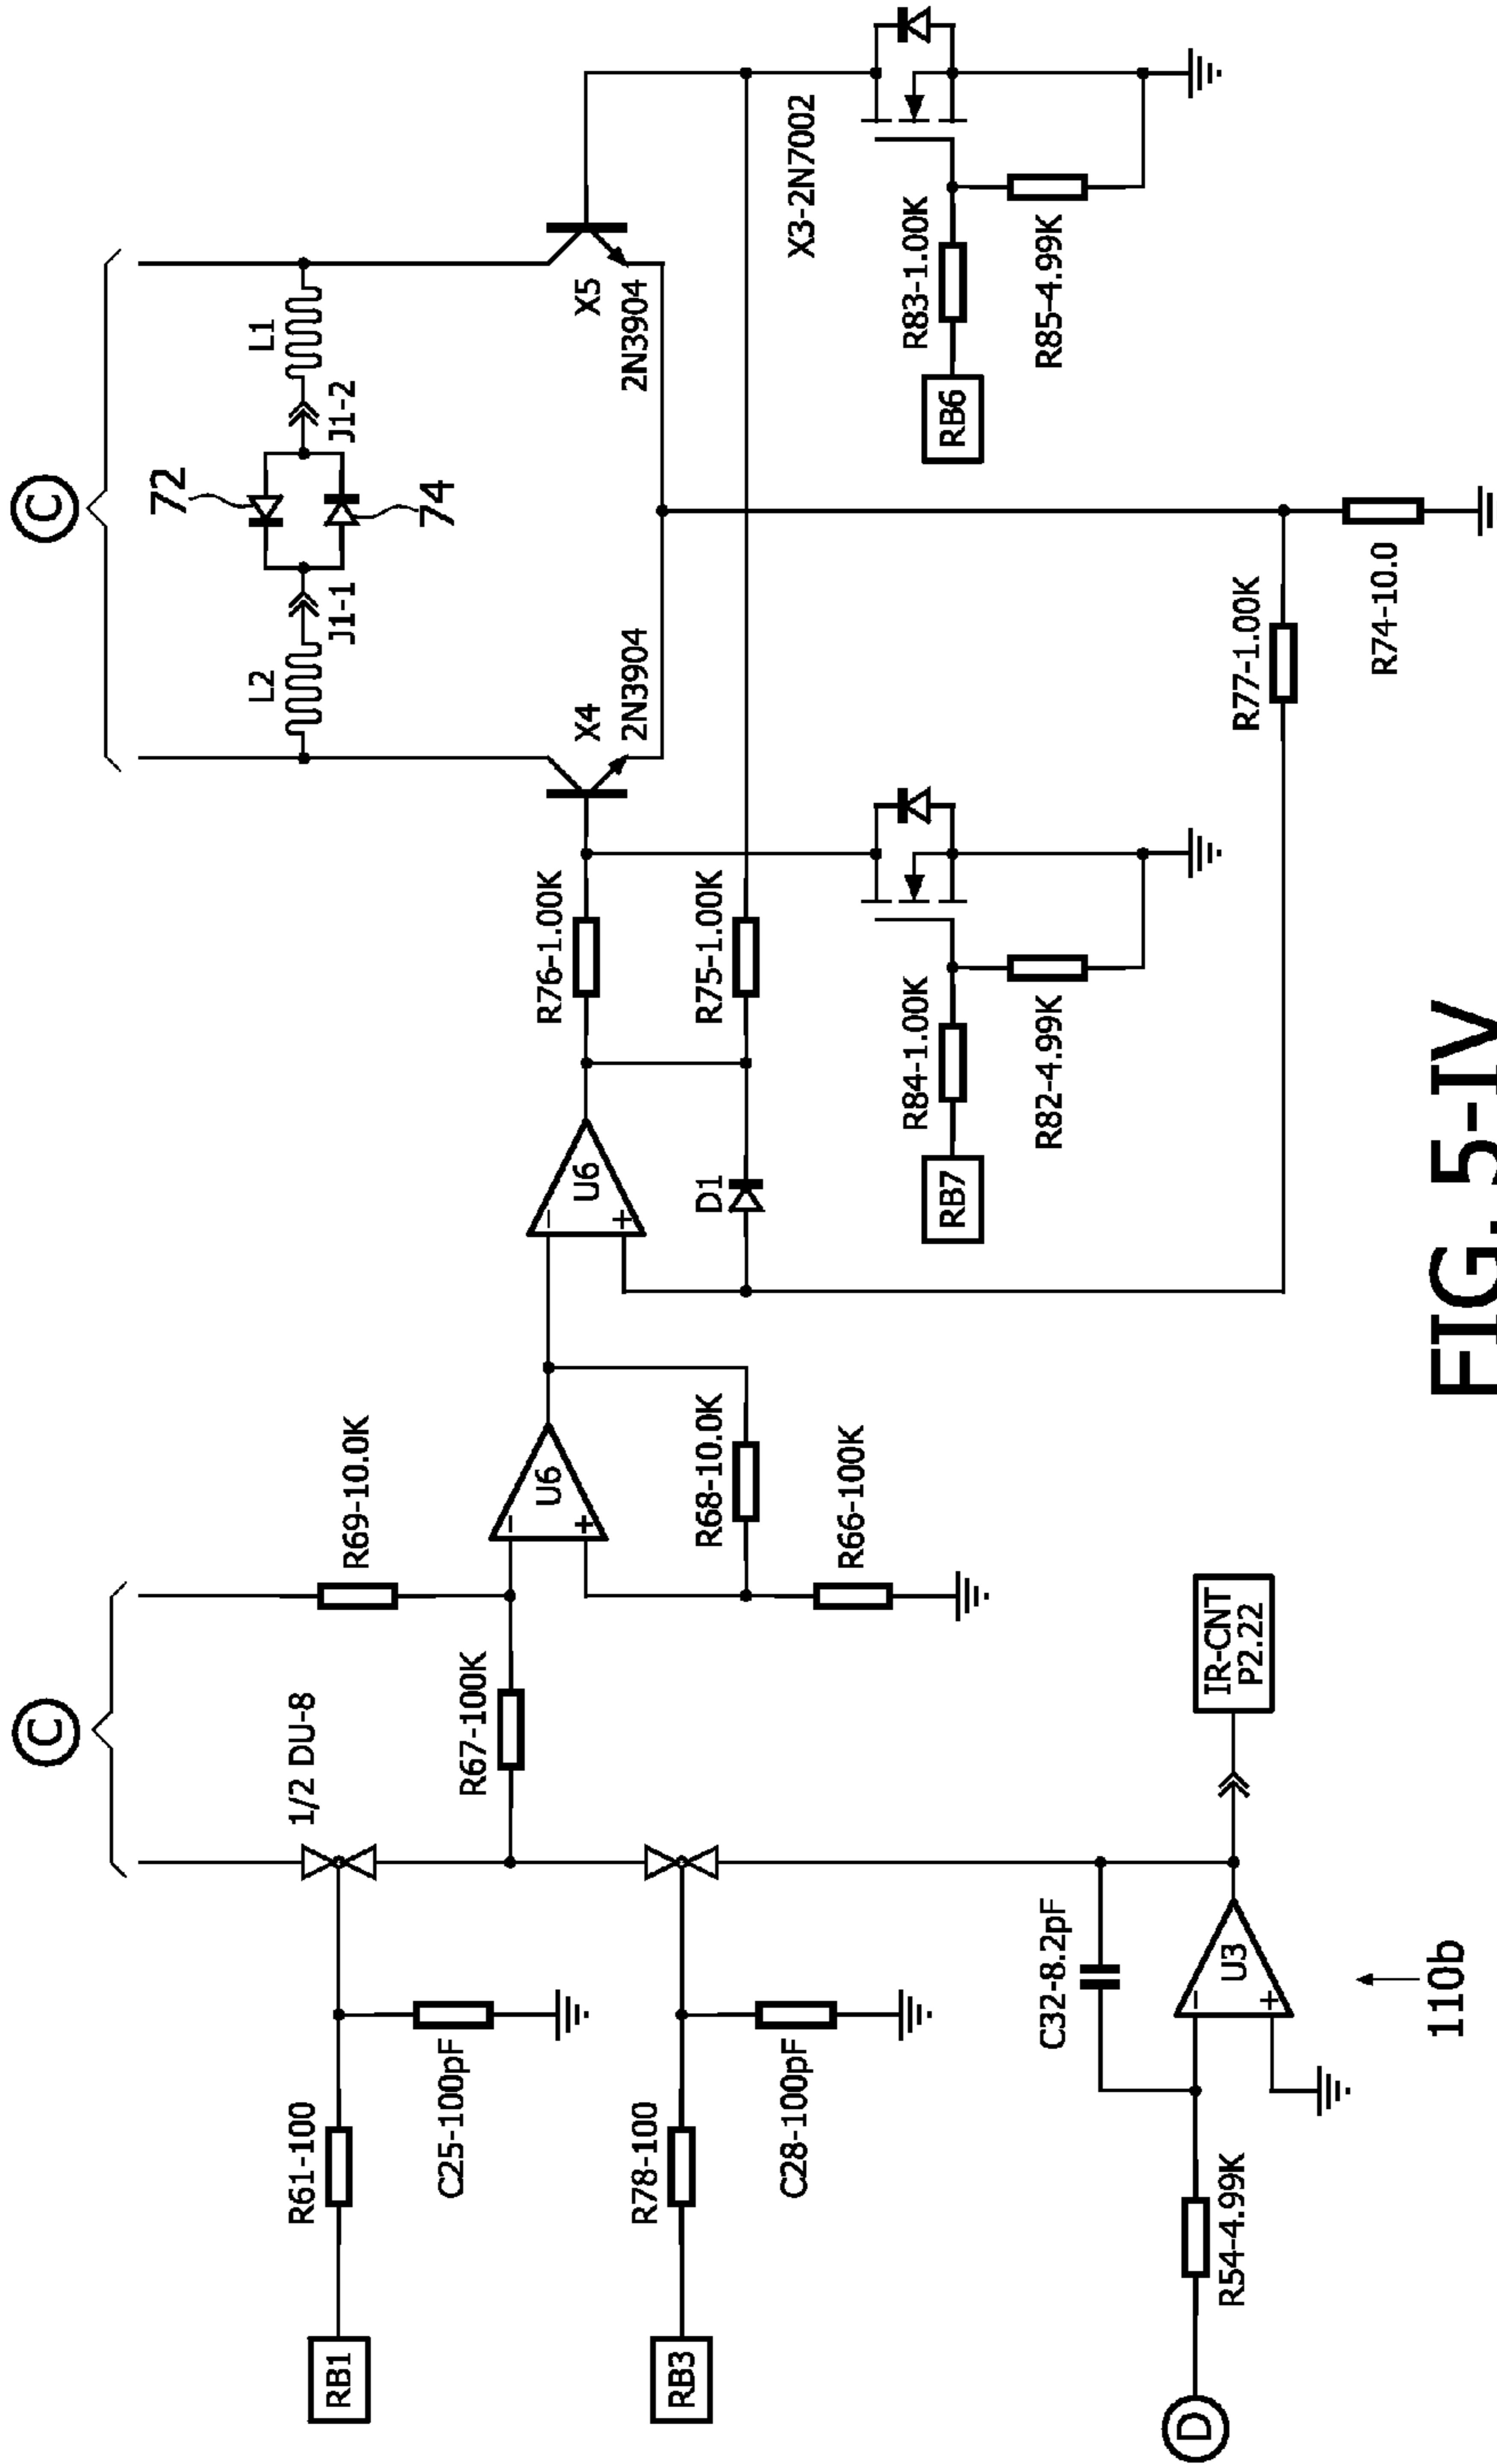 C
C
72
L2
L1
J1-1
J1-2
74
1/2 DU-8
R69-10.0K
X4
2N3904
X5
2N3904
R61-100
RB1
C25-100pF
R67-100K
U6
−
+
U6
−
+
R76-1.00K
R68-10.0K
D1
R75-1.00K
R78-100
RB3
C28-100pF
R66-100K
X3-2N7002
R84-1.00K
RB7
R82-4.99K
R83-1.00K
RB6
R85-4.99K
C32-8.2pF
IR-CNT
P2.22
R77-1.00K
D
R54-4.99K
U3
−
+
R74-10.0
110b
FIG. 5-IV